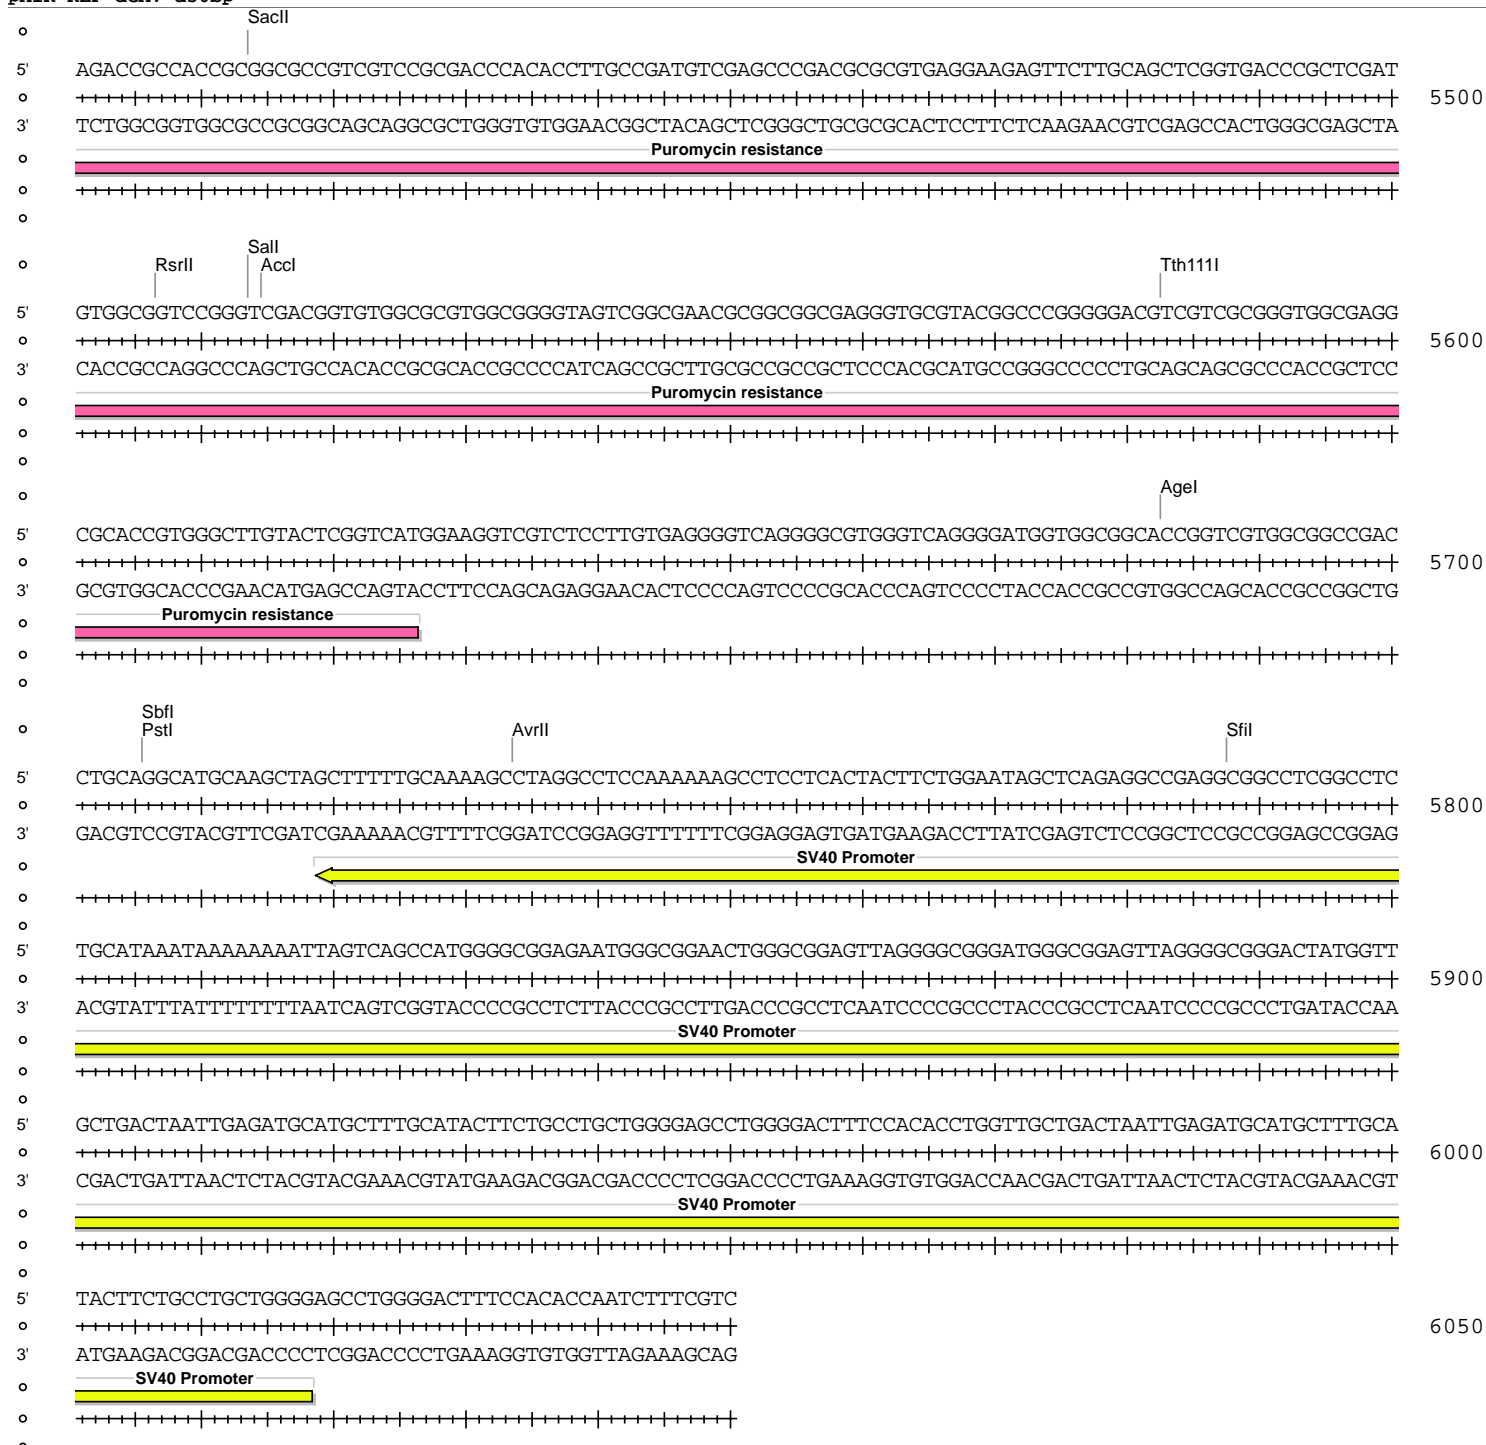 SacII
5' AGACCGCCACCGCGGCGCCGTCGTCCGCGACCCACACCTTGCCGATGTCGAGCCCGACGCGCGTGAGGAAGAGTTCTTGCAGCTCGGTGACCCGCTCGAT
5500
3' TCTGGCGGTGGCGCCGCGGCAGCAGGCGCTGGGTGTGGAACGGCTACAGCTCGGGCTGCGCGCACTCCTTCTCAAGAACGTCGAGCCACTGGGCGAGCTA
Puromycin resistance
SalI
RsrII AccI Tth111I
5' GTGGCGGTCCGGGTCGACGGTGTGGCGCGTGGCGGGGTAGTCGGCGAACGCGGCGGCGAGGGTGCGTACGGCCCGGGGGACGTCGTCGCGGGTGGCGAGG
5600
3' CACCGCCAGGCCCAGCTGCCACACCGCGCACCGCCCCATCAGCCGCTTGCGCCGCCGCTCCCACGCATGCCGGGCCCCCTGCAGCAGCGCCCACCGCTCC
Puromycin resistance
AgeI
5' CGCACCGTGGGCTTGTACTCGGTCATGGAAGGTCGTCTCCTTGTGAGGGGTCAGGGGCGTGGGTCAGGGGATGGTGGCGGCACCGGTCGTGGCGGCCGAC
5700
3' GCGTGGCACCCGAACATGAGCCAGTACCTTCCAGCAGAGGAACACTCCCCAGTCCCCGCACCCAGTCCCCTACCACCGCCGTGGCCAGCACCGCCGGCTG
Puromycin resistance
SbfI
PstI AvrII SfiI
5' CTGCAGGCATGCAAGCTAGCTTTTTGCAAAAGCCTAGGCCTCCAAAAAAGCCTCCTCACTACTTCTGGAATAGCTCAGAGGCCGAGGCGGCCTCGGCCTC
5800
3' GACGTCCGTACGTTCGATCGAAAAACGTTTTCGGATCCGGAGGTTTTTTCGGAGGAGTGATGAAGACCTTATCGAGTCTCCGGCTCCGCCGGAGCCGGAG
SV40 Promoter
5' TGCATAAATAAAAAAAATTAGTCAGCCATGGGGCGGAGAATGGGCGGAACTGGGCGGAGTTAGGGGCGGGATGGGCGGAGTTAGGGGCGGGACTATGGTT
5900
3' ACGTATTTATTTTTTTTAATCAGTCGGTACCCCGCCTCTTACCCGCCTTGACCCGCCTCAATCCCCGCCCTACCCGCCTCAATCCCCGCCCTGATACCAA
SV40 Promoter
5' GCTGACTAATTGAGATGCATGCTTTGCATACTTCTGCCTGCTGGGGAGCCTGGGGACTTTCCACACCTGGTTGCTGACTAATTGAGATGCATGCTTTGCA
6000
3' CGACTGATTAACTCTACGTACGAAACGTATGAAGACGGACGACCCCTCGGACCCCTGAAAGGTGTGGACCAACGACTGATTAACTCTACGTACGAAACGT
SV40 Promoter
5' TACTTCTGCCTGCTGGGGAGCCTGGGGACTTTCCACACCAATCTTTCGTC
6050
3' ATGAAGACGGACGACCCCTCGGACCCCTGAAAGGTGTGGTTAGAAAGCAG
SV40 Promoter